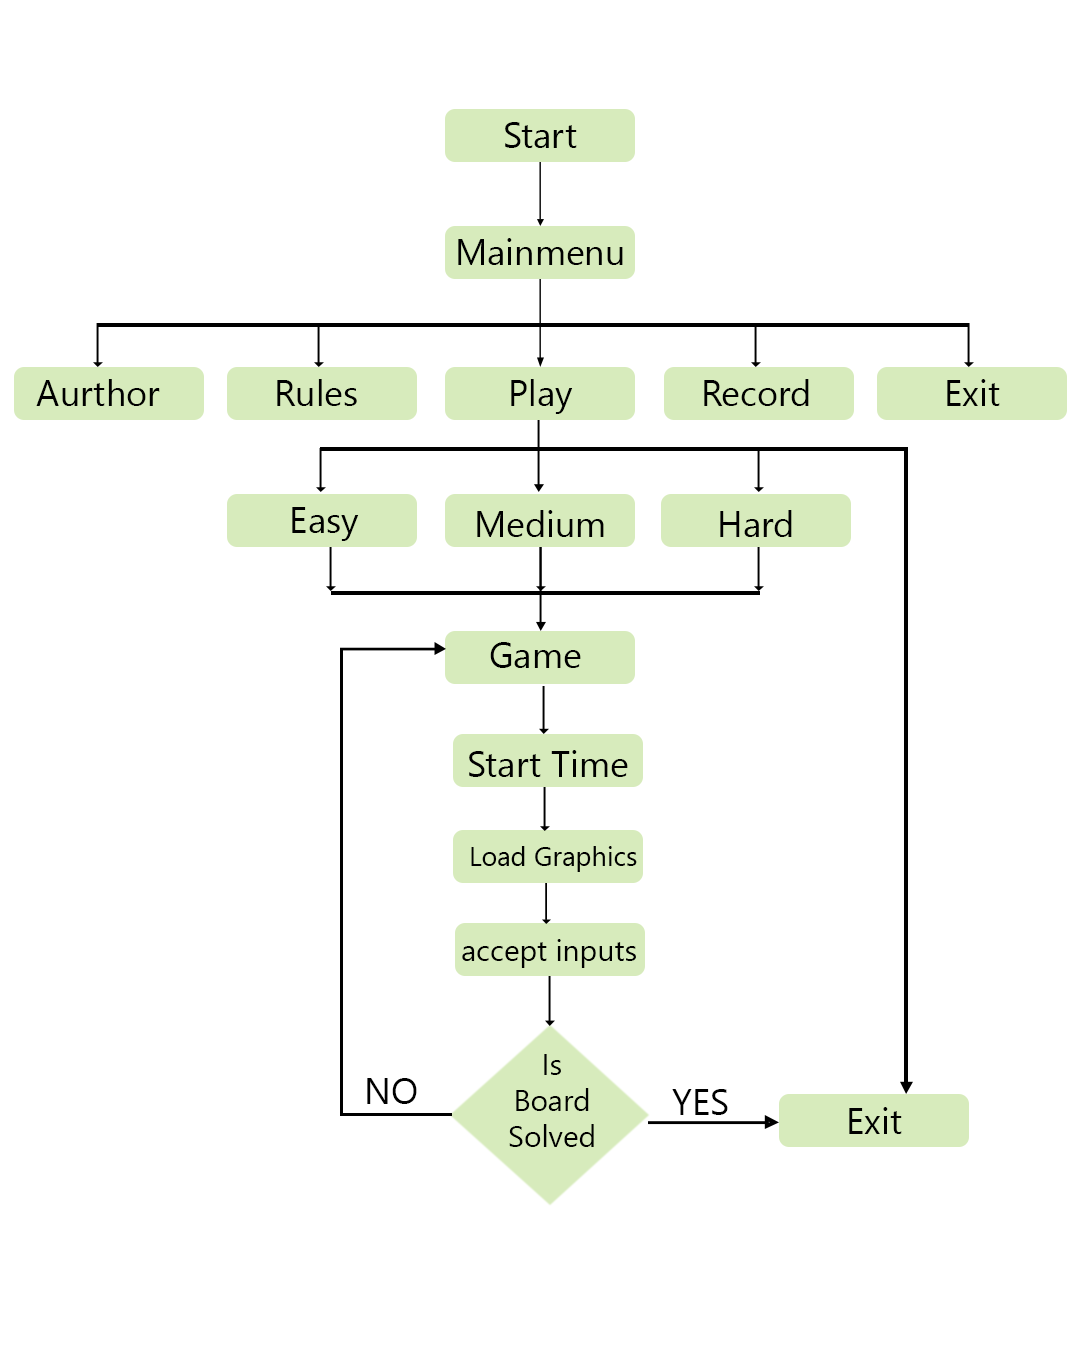 Start
Mainmenu
Aurthor
Rules
Play
Record
Exit
Easy
Medium
Hard
Game
Start Time
Load Graphics
accept inputs
Is
Board
Solved
NO
YES
Exit